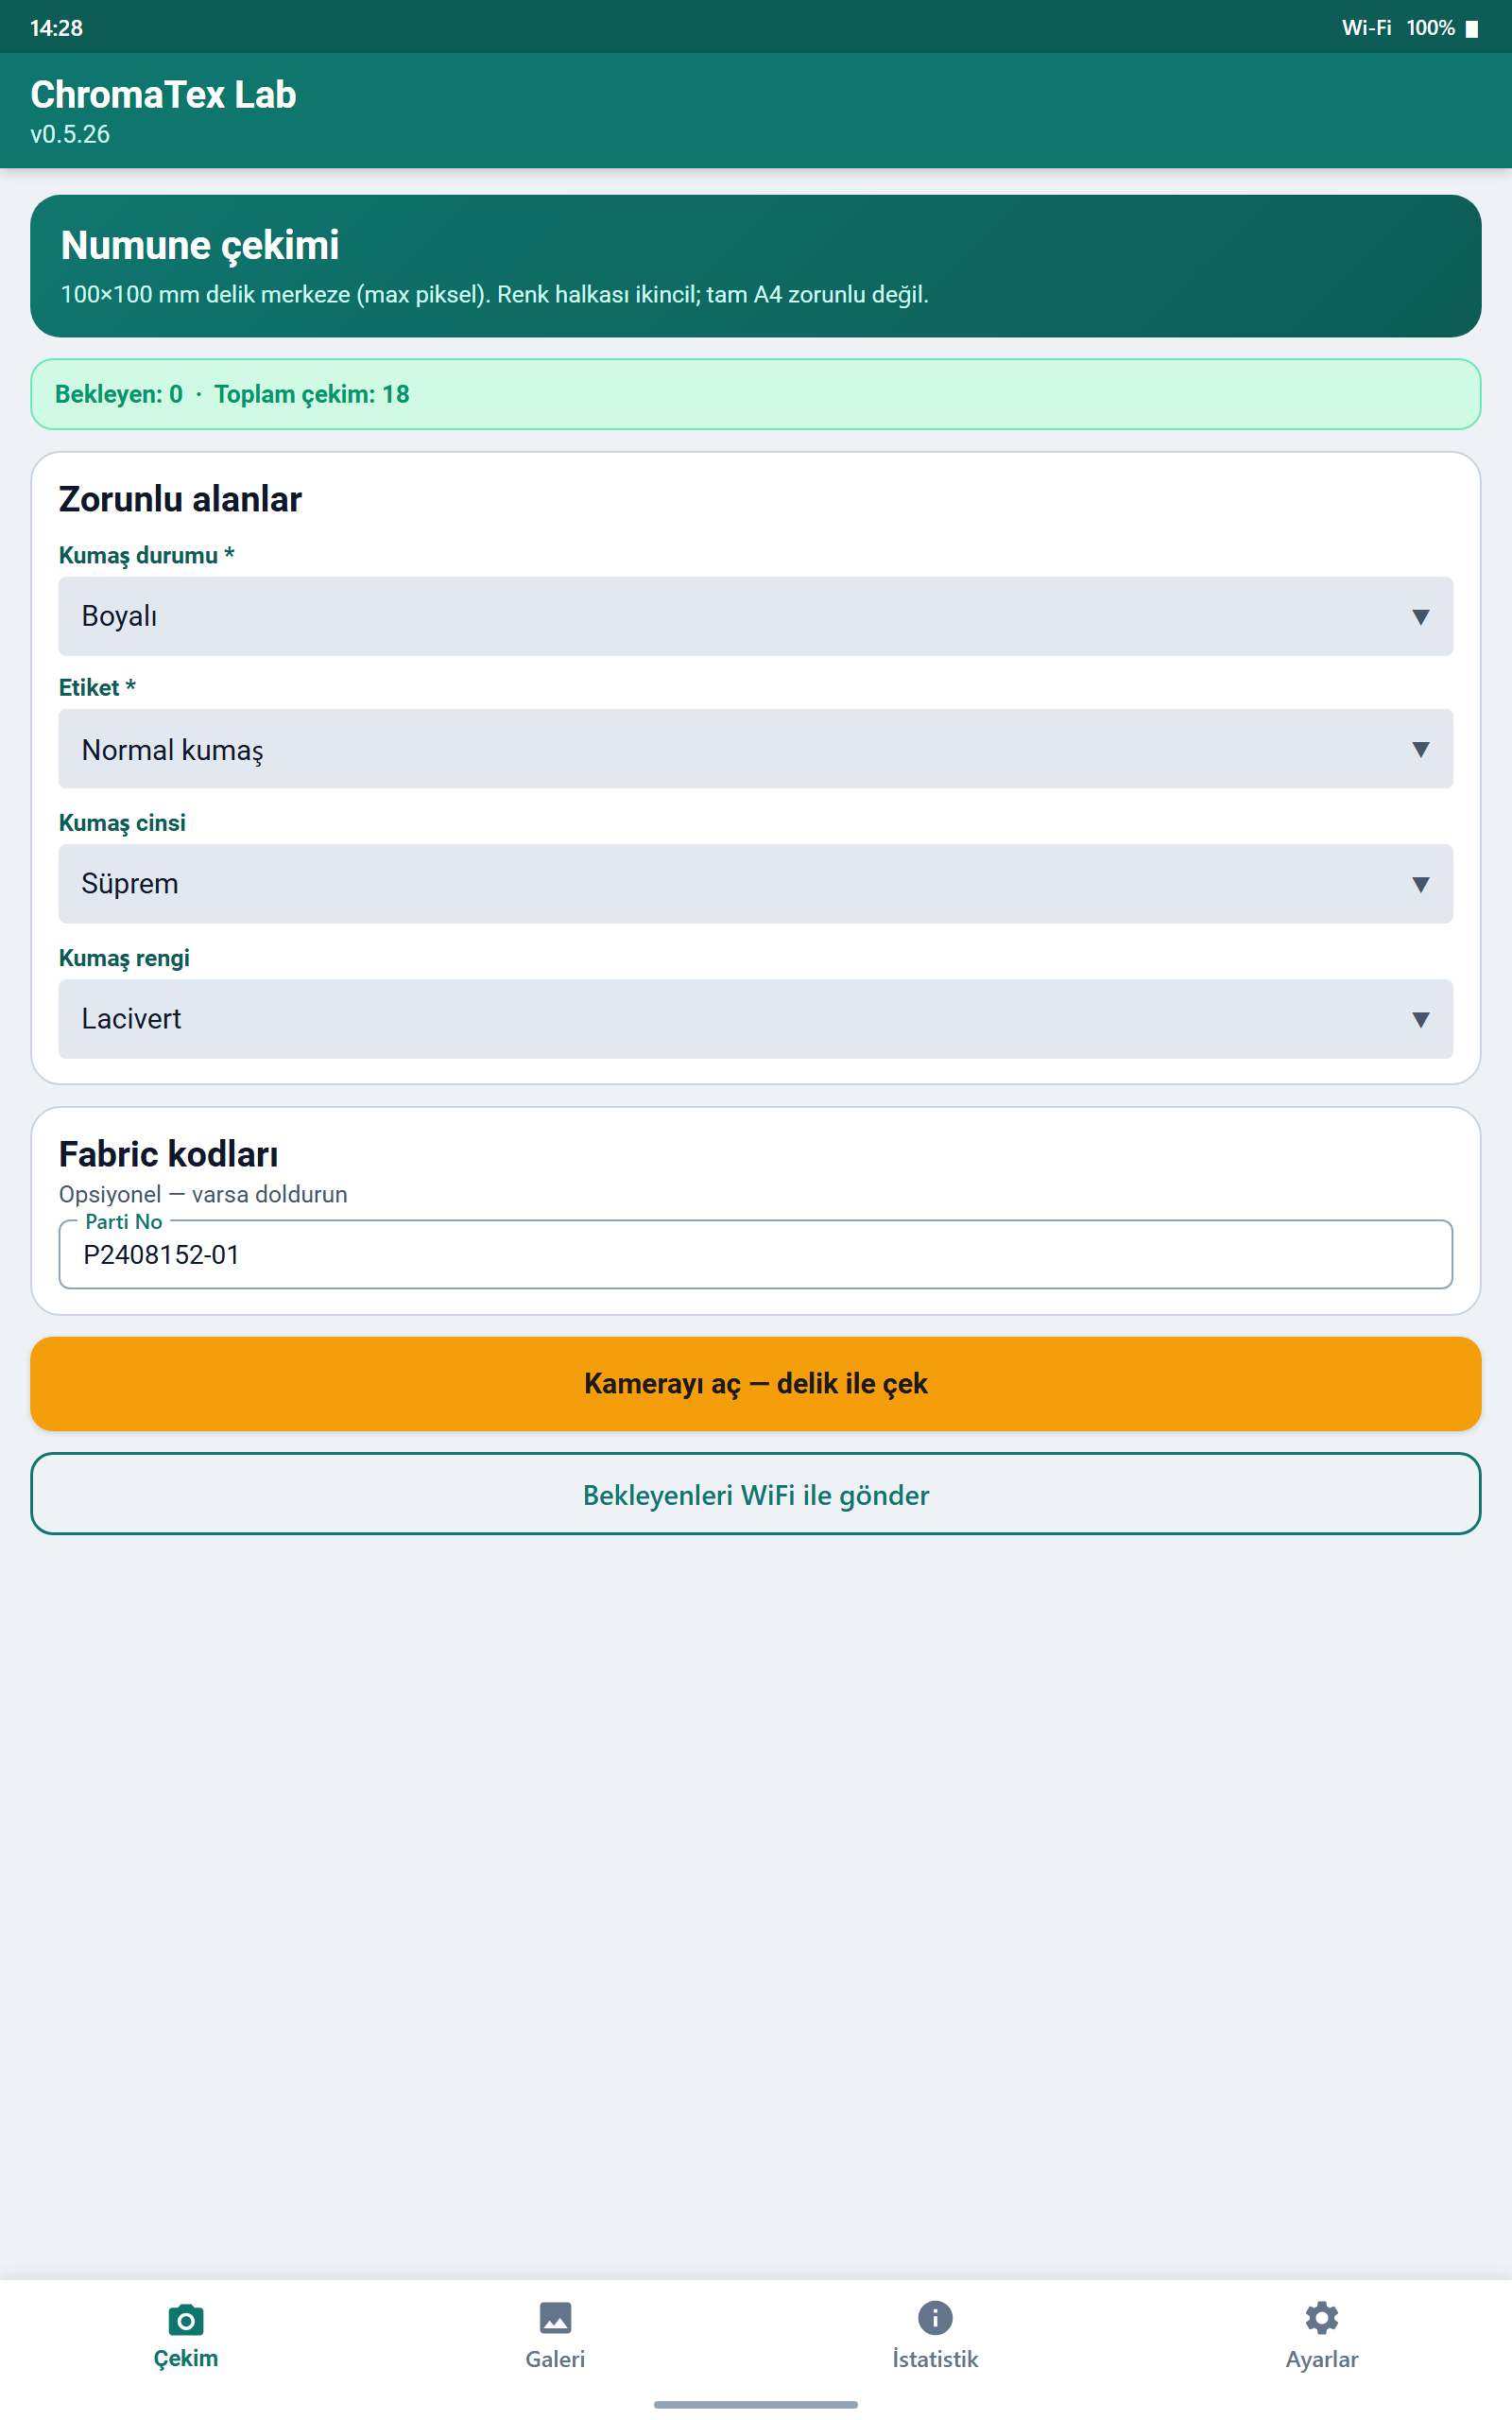 14:28
Wi-Fi 100%
ChromaTex Lab
v0.5.26
Numune çekimi
100×100 mm delik merkeze (max piksel). Renk halkası ikincil; tam A4 zorunlu değil.
Bekleyen: 0 · Toplam çekim: 18
Zorunlu alanlar
Kumaş durumu *
Boyalı
Etiket *
Normal kumaş
Kumaş cinsi
Süprem
Kumaş rengi
Lacivert
Fabric kodları
Opsiyonel — varsa doldurun
Parti No
P2408152-01
Kamerayı aç — delik ile çek
Bekleyenleri WiFi ile gönder
Çekim
Galeri
İstatistik
Ayarlar